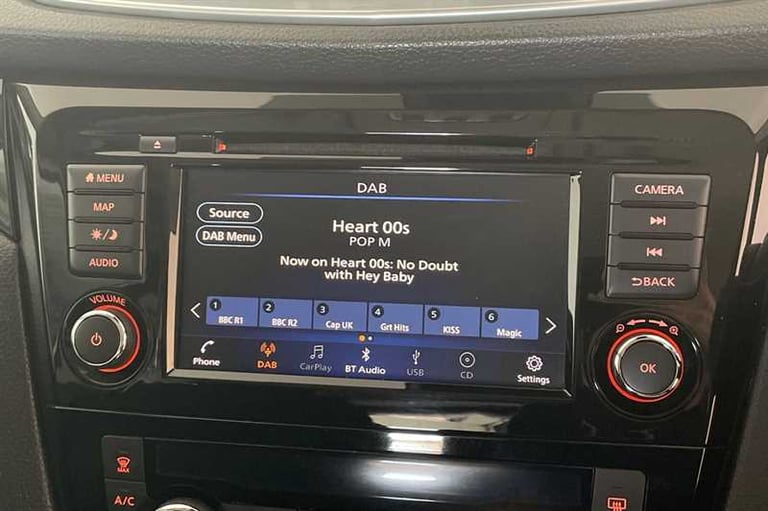 MENU
MAP
AUDIO
VOLUME
DAB
Source
DAB Menu
Heart 00s
POP M
Now on Heart 00s: No Doubt
with Hey Baby
1 BBC R1
2 BBC R2
3 Cap UK
4 Grt Hits
5 KISS
6 Magic
Phone
DAB
CarPlay
BT Audio
USB
CD
Settings
CAMERA
BACK
OK
MAX
A/C